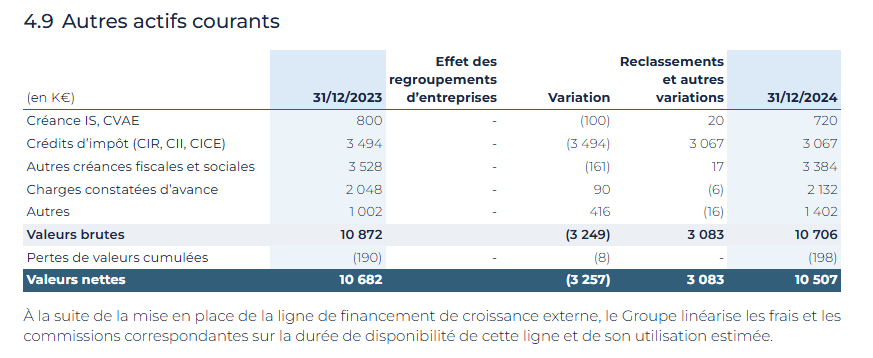 4.9 Autres actifs courants
(en K€) 31/12/2023 Effet des regroupements d’entreprises Variation Reclassements et autres variations 31/12/2024
Créance IS, CVAE 800 - (100) 20 720
Crédits d’impôt (CIR, CII, CICE) 3 494 - (3 494) 3 067 3 067
Autres créances fiscales et sociales 3 528 - (161) 17 3 384
Charges constatées d’avance 2 048 - 90 (6) 2 132
Autres 1 002 - 416 (16) 1 402
Valeurs brutes 10 872 (3 249) 3 083 10 706
Pertes de valeurs cumulées (190) - (8) - (198)
Valeurs nettes 10 682 (3 257) 3 083 10 507
À la suite de la mise en place de la ligne de financement de croissance externe, le Groupe linéarise les frais et les
commissions correspondantes sur la durée de disponibilité de cette ligne et de son utilisation estimée.